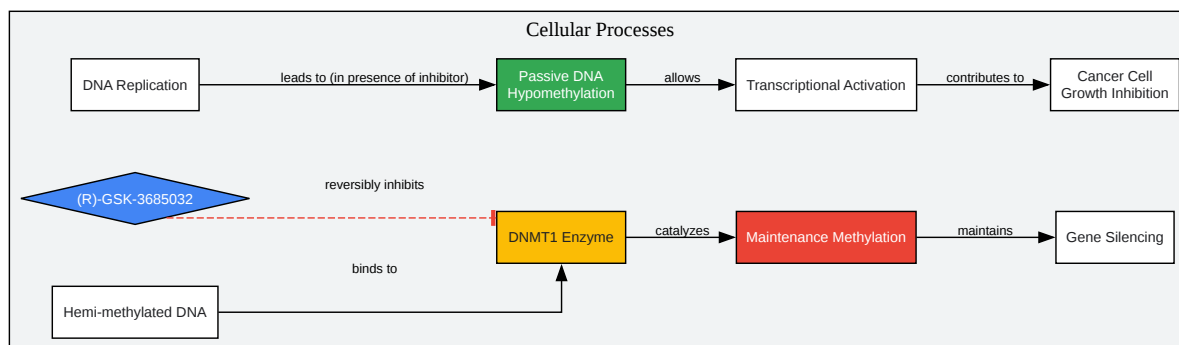 Cellular Processes
DNA Replication
leads to (in presence of inhibitor)
Passive DNA
Hypomethylation
allows
Transcriptional Activation
contributes to
Cancer Cell
Growth Inhibition
(R)-GSK-3685032
reversibly inhibits
DNMT1 Enzyme
catalyzes
Maintenance Methylation
maintains
Gene Silencing
binds to
Hemi-methylated DNA